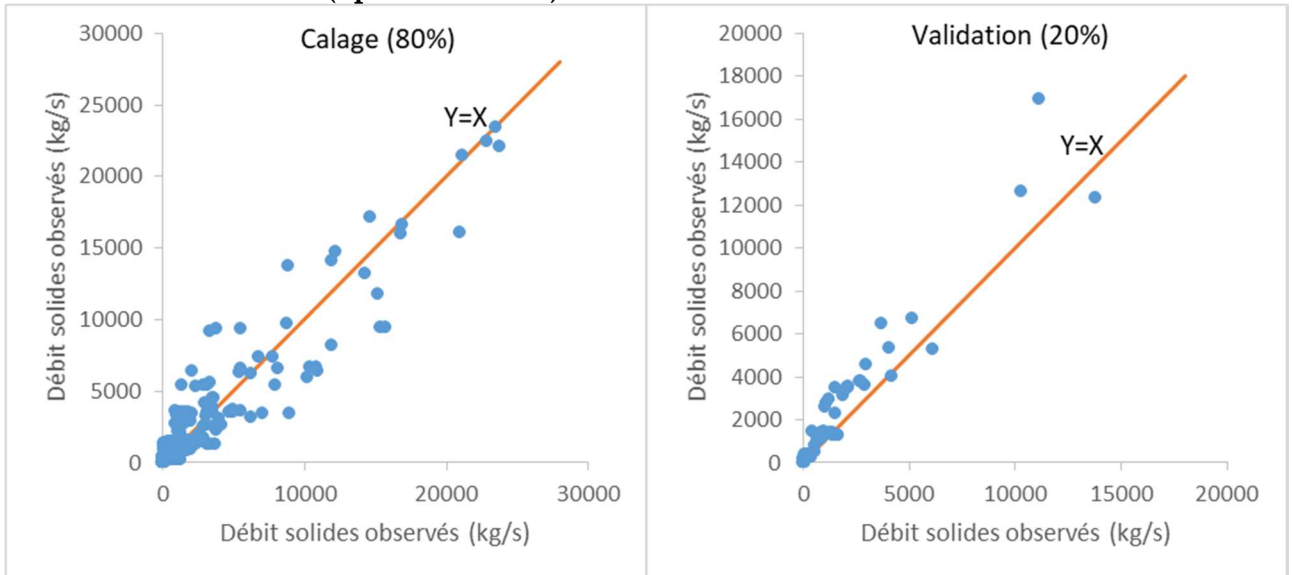 Calage (80%)
Débit solides observés (kg/s)
30000
25000
20000
15000
10000
5000
0
Y=X
0 10000 20000 30000
Débit solides observés (kg/s)
Validation (20%)
Débit solides observés (kg/s)
20000
18000
16000
14000
12000
10000
8000
6000
4000
2000
0
Y=X
0 5000 10000 15000 20000
Débit solides observés (kg/s)